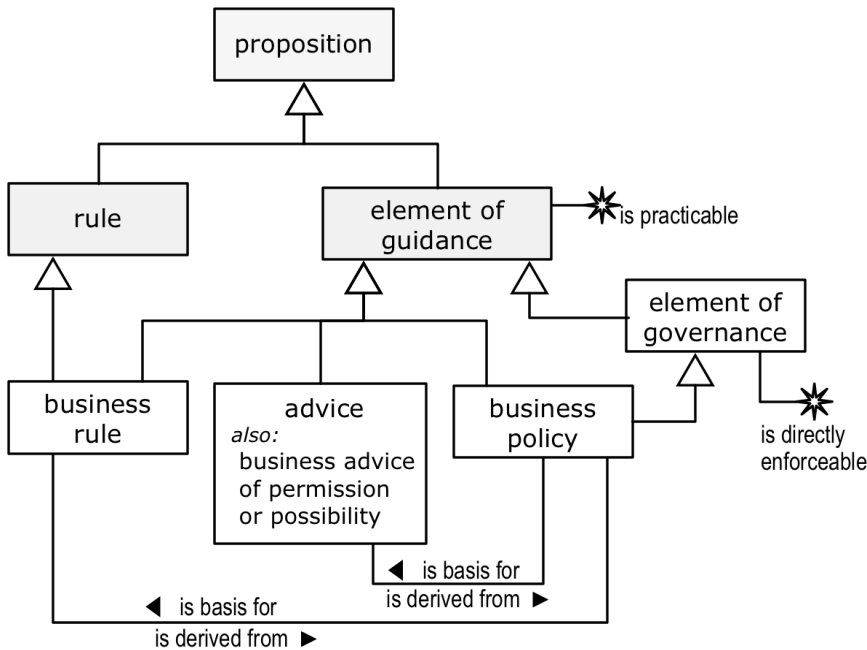 proposition
rule
element of
guidance
is practicable
element of
governance
business
rule
advice
also:
business advice
of permission
or possibility
business
policy
is directly
enforceable
is basis for
is derived from
is basis for
is derived from